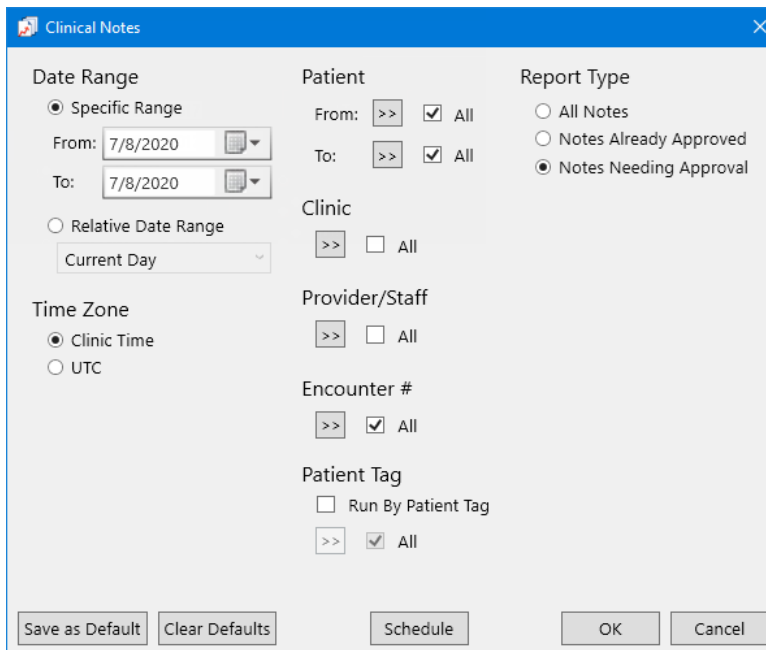 Clinical Notes
Date Range
Specific Range
From: 7/8/2020
To: 7/8/2020
Relative Date Range
Current Day
Time Zone
Clinic Time
UTC
Patient
From: >> All
To: >> All
Clinic
>> All
Provider/Staff
>> All
Encounter #
>> All
Patient Tag
Run By Patient Tag
>> All
Report Type
All Notes
Notes Already Approved
Notes Needing Approval
Save as Default Clear Defaults Schedule OK Cancel